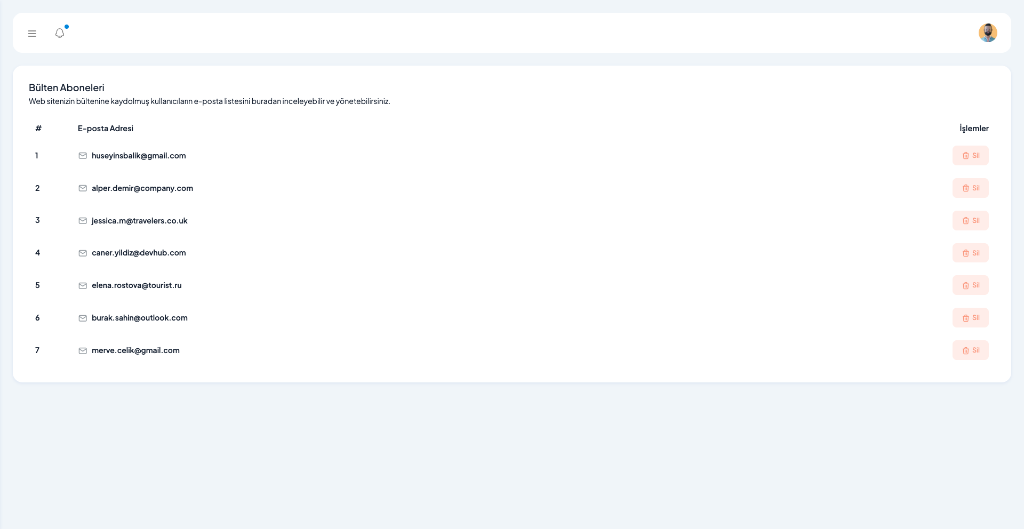 Bülten Aboneleri
Web sitenizin bültenine kaydolmuş kullanıcıların e-posta listesini buradan inceleyebilir ve yönetebilirsiniz.
# E-posta Adresi İşlemler
1 huseyinsbalik@gmail.com Sil
2 alper.demir@company.com Sil
3 jessica.m@travelers.co.uk Sil
4 caner.yildiz@devhub.com Sil
5 elena.rostova@tourist.ru Sil
6 burak.sahin@outlook.com Sil
7 merve.celik@gmail.com Sil